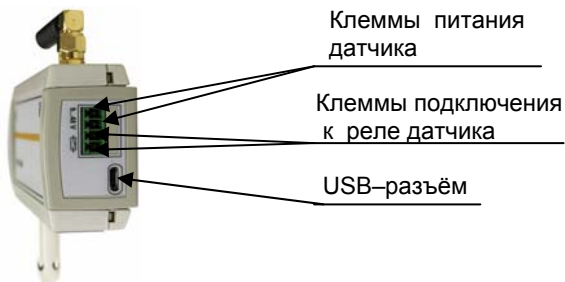 Клеммы питания
датчика
Клеммы подключения
к реле датчика
USB–разъём